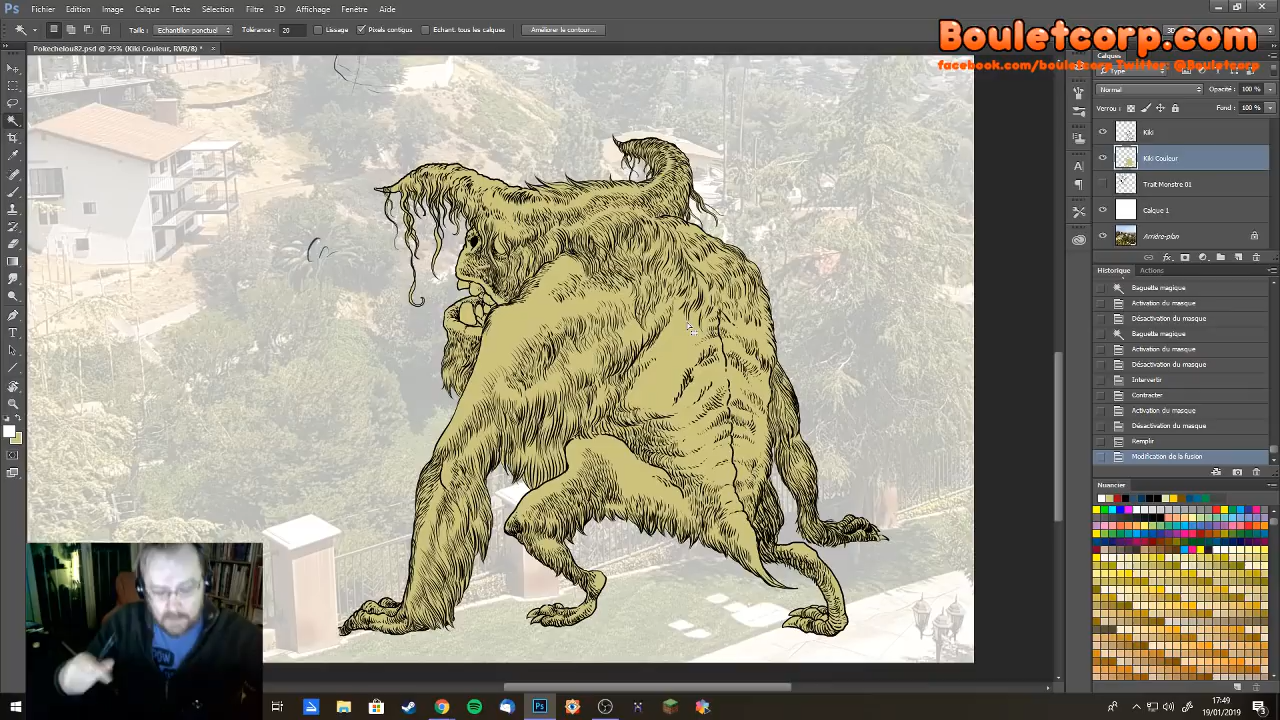 Ps Fichier Edition Image Calque Texte Sélection Filtre 3D Affichage Fenêtre Aide
Taille : Echantillon ponctuel Tolérance : 20 Lissage Pixels contigus Echant. tous les calques Améliorer le contour...
Bouletcorp.com
facebook.com/bouletcorp Twitter: @Bouletcorp
Pokechelou82.psd @ 25% (Kiki Couleur, RVB/8) *
Calques
Type
Normal Opacité : 100 %
Verrou : Fond : 100 %
Kiki
Kiki Couleur
Trait Monstre 01
Calque 1
Arrière-plan
Historique Actions
Baguette magique
Activation du masque
Désactivation du masque
Baguette magique
Activation du masque
Désactivation du masque
Intervertir
Contracter
Activation du masque
Désactivation du masque
Remplir
Modification de la fusion
Nuancier
17:49
19/01/2019